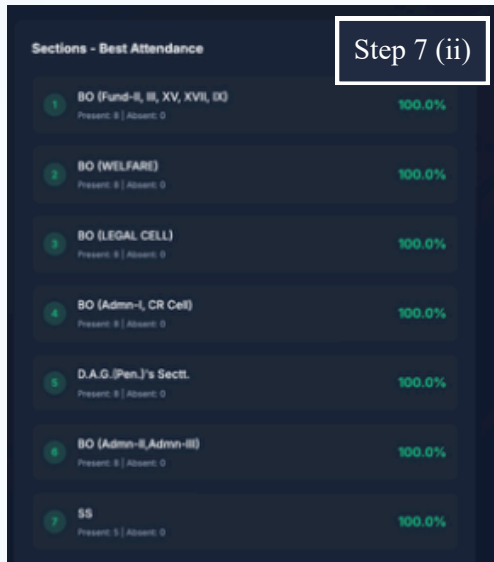 Sections - Best Attendance
Step 7 (ii)
1
BO (Fund-II, III, XV, XVII, IX)
Present: 8 | Absent: 0
100.0%
2
BO (WELFARE)
Present: 8 | Absent: 0
100.0%
3
BO (LEGAL CELL)
Present: 8 | Absent: 0
100.0%
4
BO (Admn-I, CR Cell)
Present: 8 | Absent: 0
100.0%
5
D.A.G.(Pen.)'s Sectt.
Present: 8 | Absent: 0
100.0%
6
BO (Admn-II,Admn-III)
Present: 8 | Absent: 0
100.0%
7
SS
Present: 5 | Absent: 0
100.0%